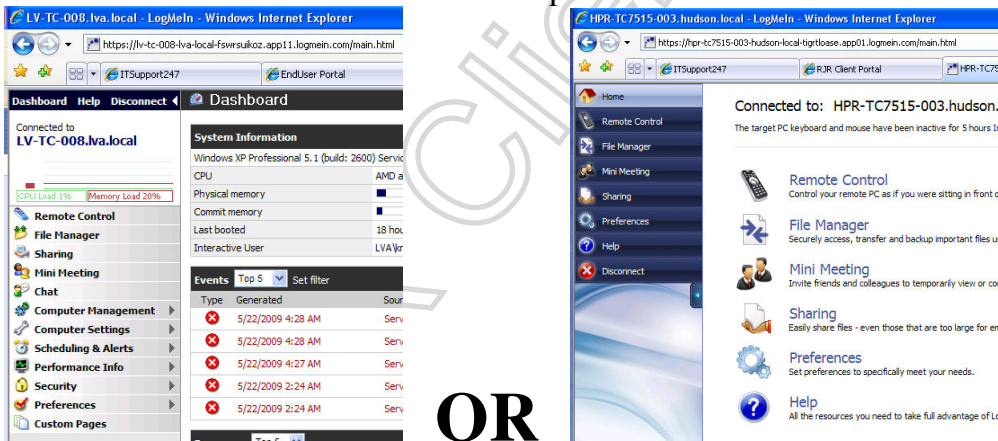 LV-TC-008.lva.local - LogMeIn - Windows Internet Explorer
https://lv-tc-008-lva-local-fswrsuikoz.app11.logmein.com/main.html
ITSupport247 EndUser Portal
Dashboard Help Disconnect
Connected to
LV-TC-008.lva.local
CPU Load 1% Memory Load 20%
Remote Control
File Manager
Sharing
Mini Meeting
Chat
Computer Management
Computer Settings
Scheduling & Alerts
Performance Info
Security
Preferences
Custom Pages
Dashboard
System Information
Windows XP Professional 5.1 (build: 2600) Servic
CPU AMD a
Physical memory
Commit memory
Last booted 18 hou
Interactive User
Events Top 5 Set filter
Type Generated Sour
5/22/2009 4:28 AM Serv
5/22/2009 4:28 AM Serv
5/22/2009 4:27 AM Serv
5/22/2009 2:24 AM Serv
5/22/2009 2:24 AM Serv
OR
HPR-TC7515-003.hudson.local - LogMeIn - Windows Internet Explorer
https://hpr-tc7515-003-hudson-local-tigrtloase.app01.logmein.com/main.html
ITSupport247 RJR Client Portal HPR-TC75
Home
Remote Control
File Manager
Mini Meeting
Sharing
Preferences
Help
Disconnect
Connected to: HPR-TC7515-003.hudson.
The target PC keyboard and mouse have been inactive for 5 hours
Remote Control
Control your remote PC as if you were sitting in front
File Manager
Securely access, transfer and backup important files
Mini Meeting
Invite friends and colleagues to temporarily view or
Sharing
Easily share files - even those that are too large for
Preferences
Set preferences to specifically meet your needs.
Help
All the resources you need to take full advantage of